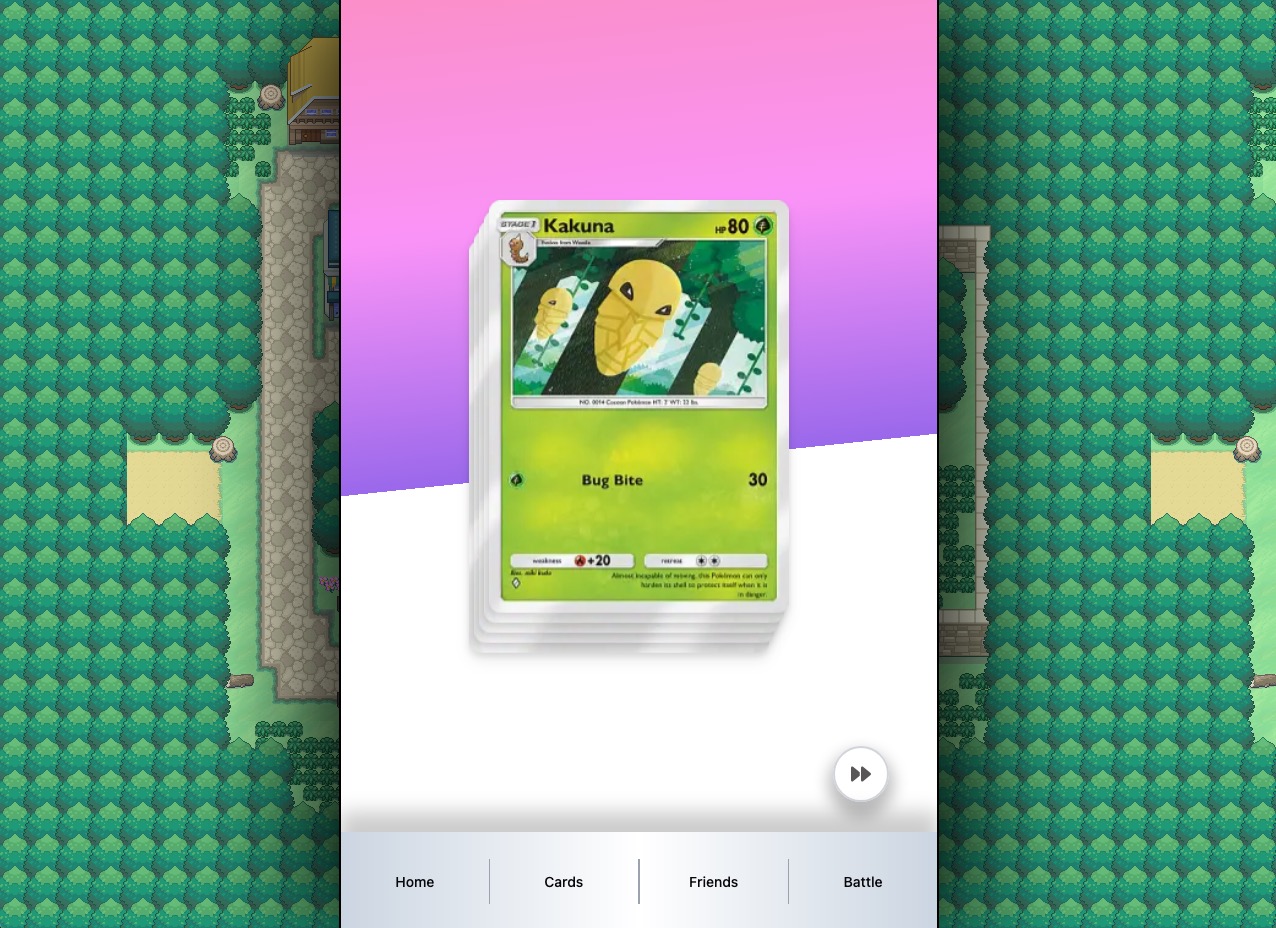 STAGE 1 Kakuna HP 80
Evolves from Weedle
NO. 0014 Cocoon Pokémon HT: 2' WT: 22 lbs.
Bug Bite 30
weakness +20 retreat
Illus. miki kudo
Almost incapable of moving, this Pokémon can only
harden its shell to protect itself when it is
in danger.
Home Cards Friends Battle